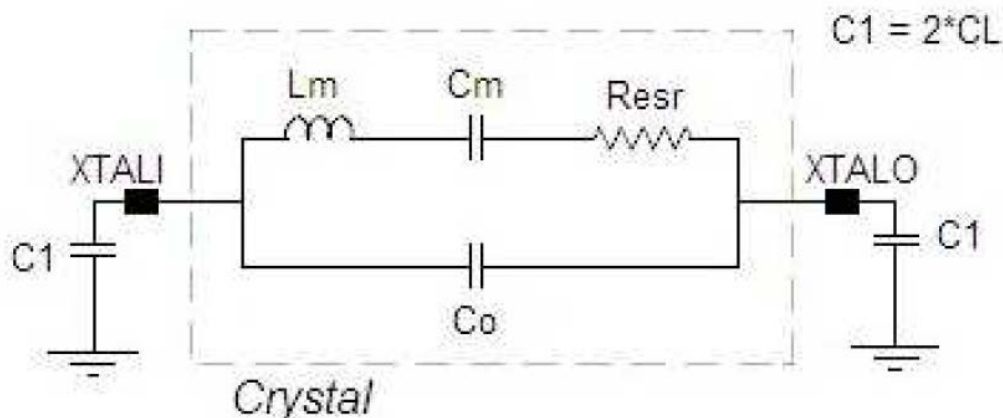 C1 = 2*CL
Lm
Cm
Resr
XTALI
XTALO
C1
C1
Co
Crystal